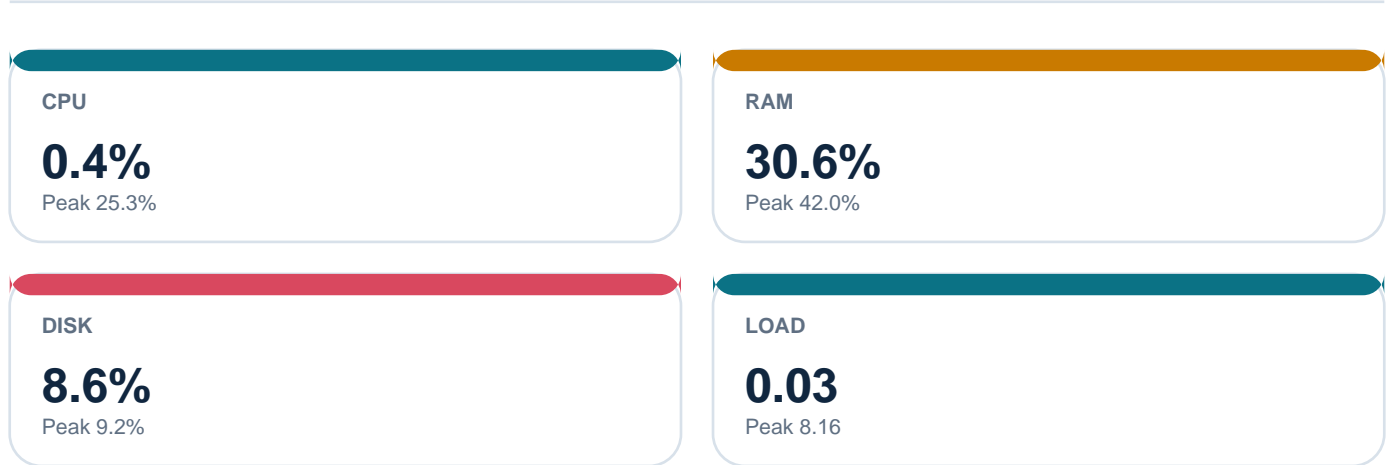 CPU
0.4%
Peak 25.3%
RAM
30.6%
Peak 42.0%
DISK
8.6%
Peak 9.2%
LOAD
0.03
Peak 8.16